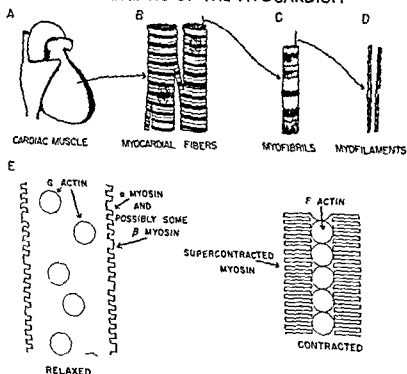 OF THE MYOCARDIUM
A B C D
CARDIAC MUSCLE MYOCARDIAL FIBERS MYOFIBRILS MYOFILAMENTS
E
G ACTIN
α MYOSIN
AND
POSSIBLY SOME
β MYOSIN
F ACTIN
SUPERCONTRACTED
MYOSIN
CONTRACTED
RELAXED